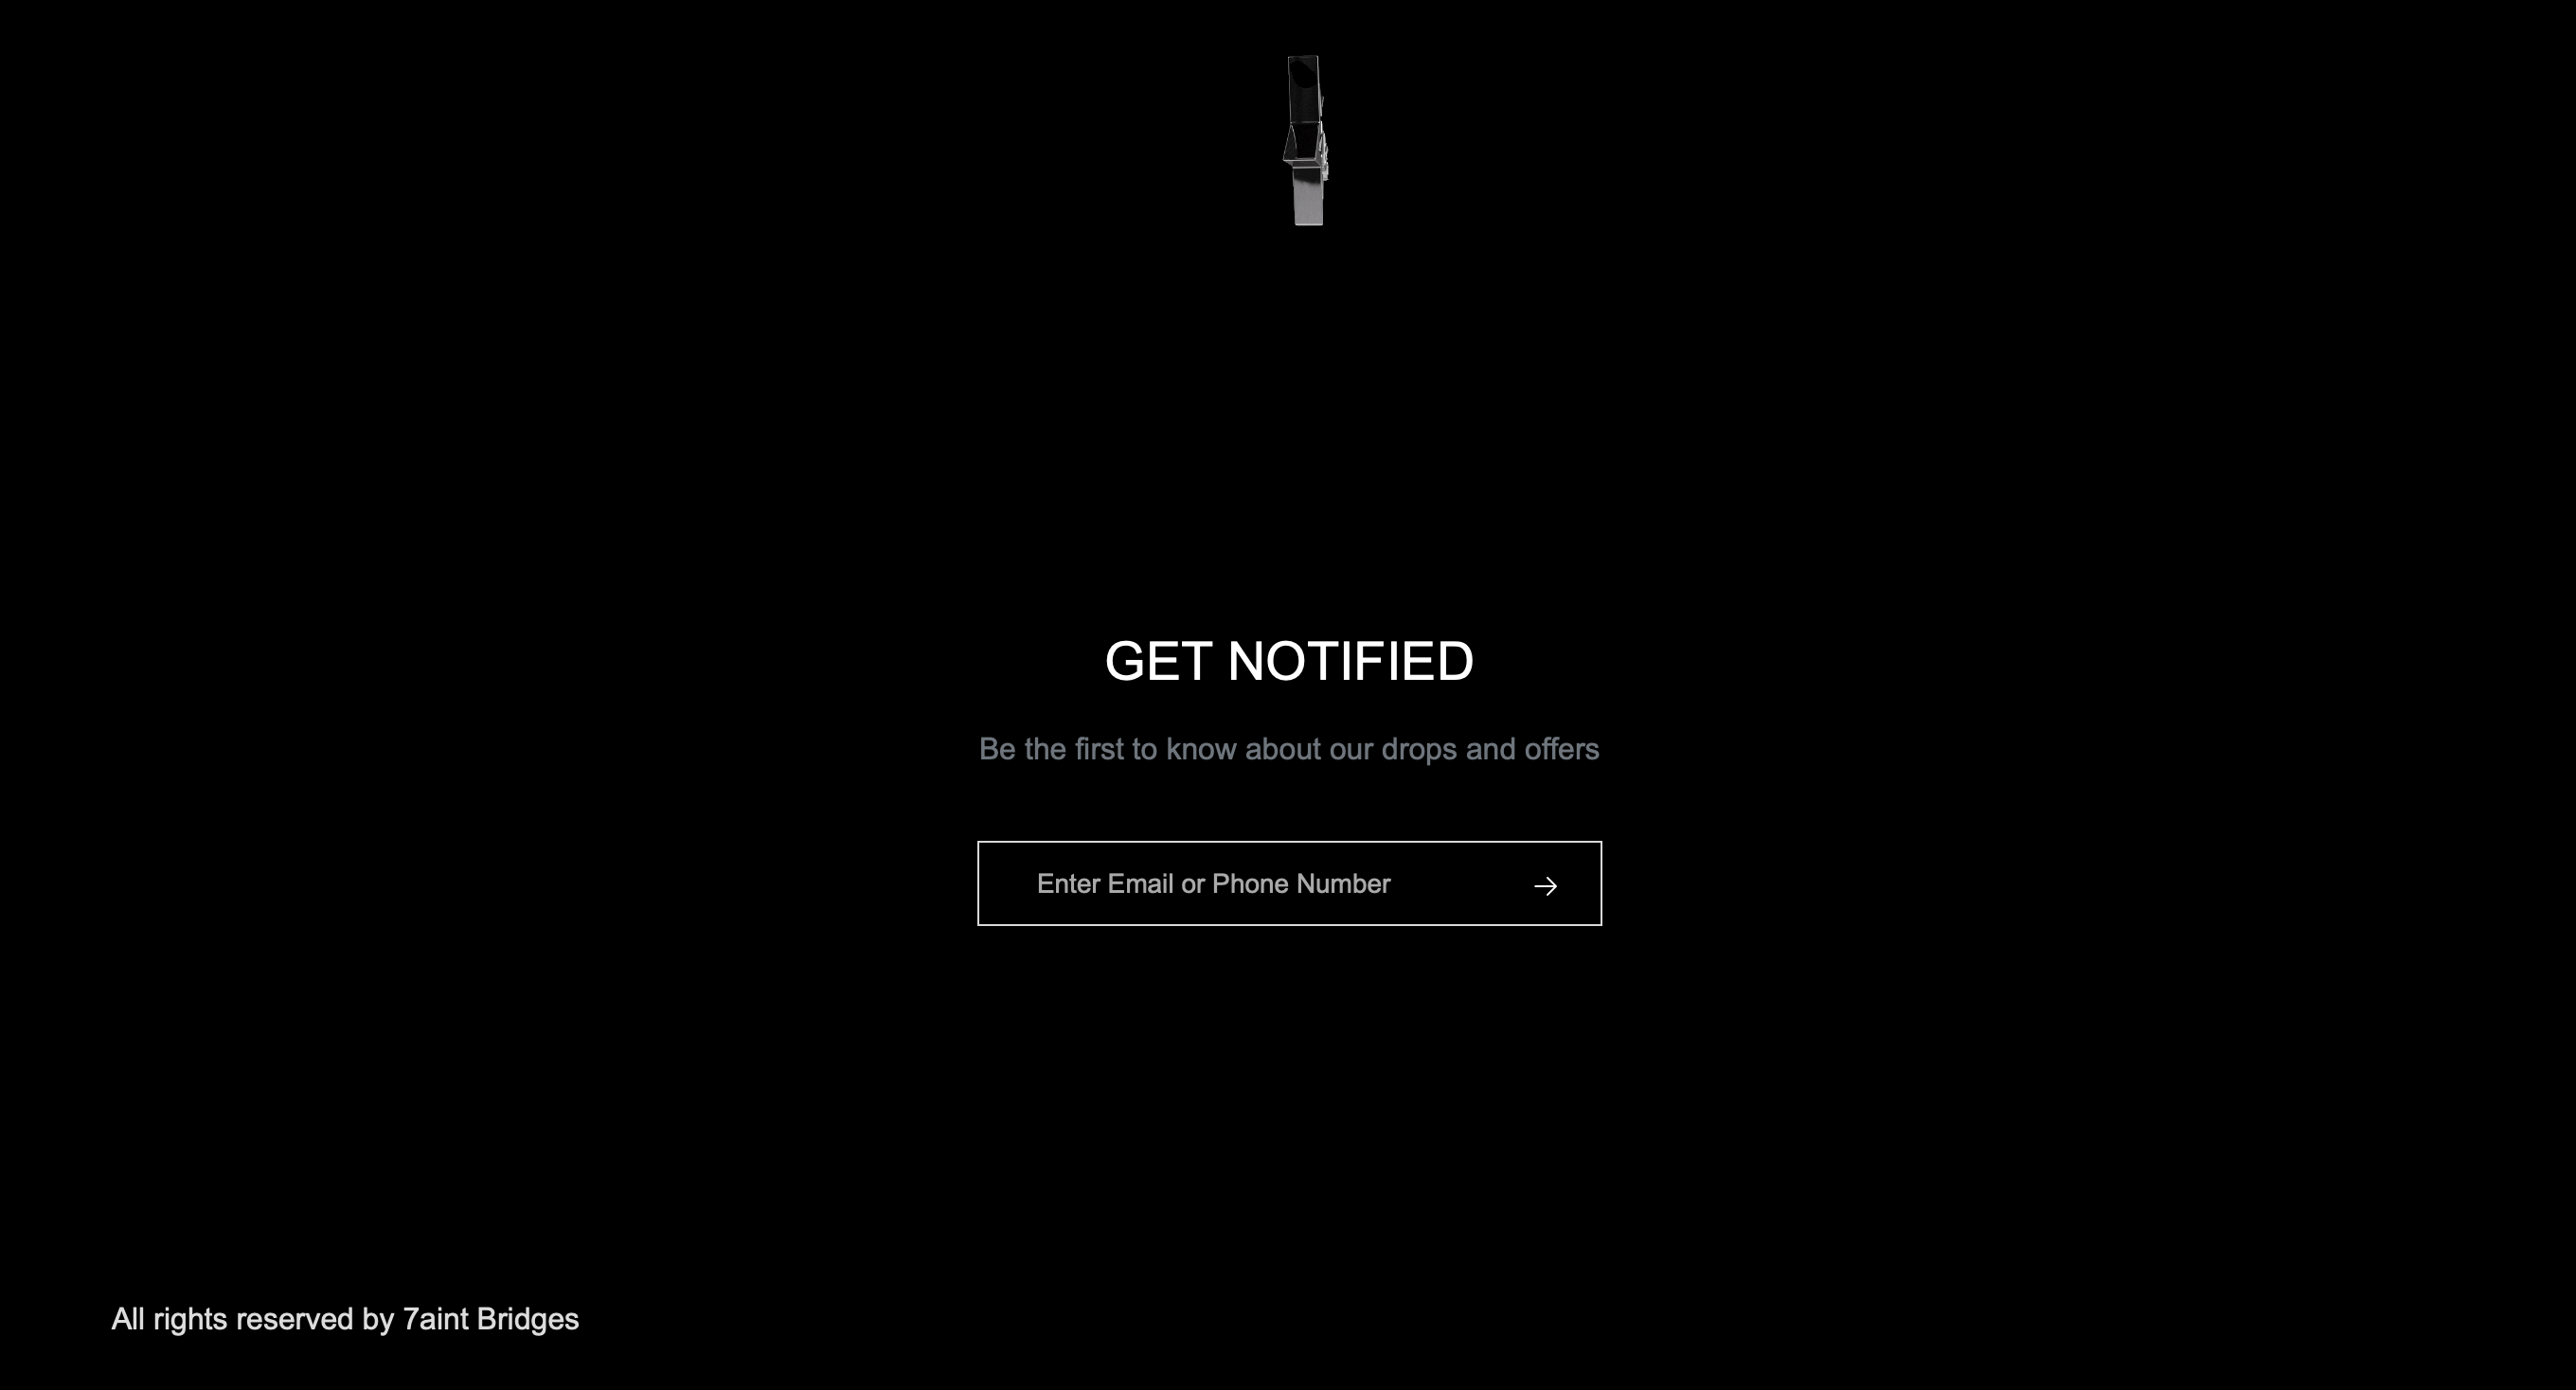 GET NOTIFIED
Be the first to know about our drops and offers
Enter Email or Phone Number
All rights reserved by 7aint Bridges